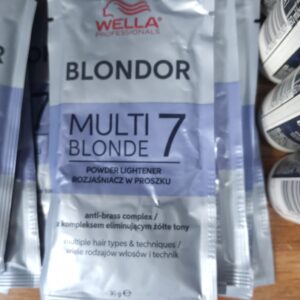 WELLA
PROFESSIONALS
BLONDOR
MULTI
BLONDE 7
POWDER LIGHTENER
ROZJAŚNIACZ W PROSZKU
anti-brass complex /
z kompleksem eliminującym żółte tony
multiple hair types & techniques /
wiele rodzajów włosów i technik
30 g ℮